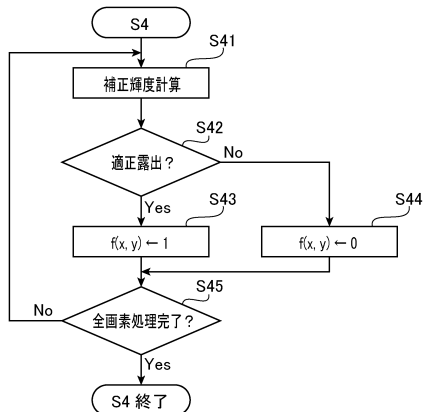 S4
S41
補正輝度計算
S42
適正露出?
No
Yes
S43
S44
f(x, y) ← 1
f(x, y) ← 0
S45
No
全画素処理完了?
Yes
S4 終了